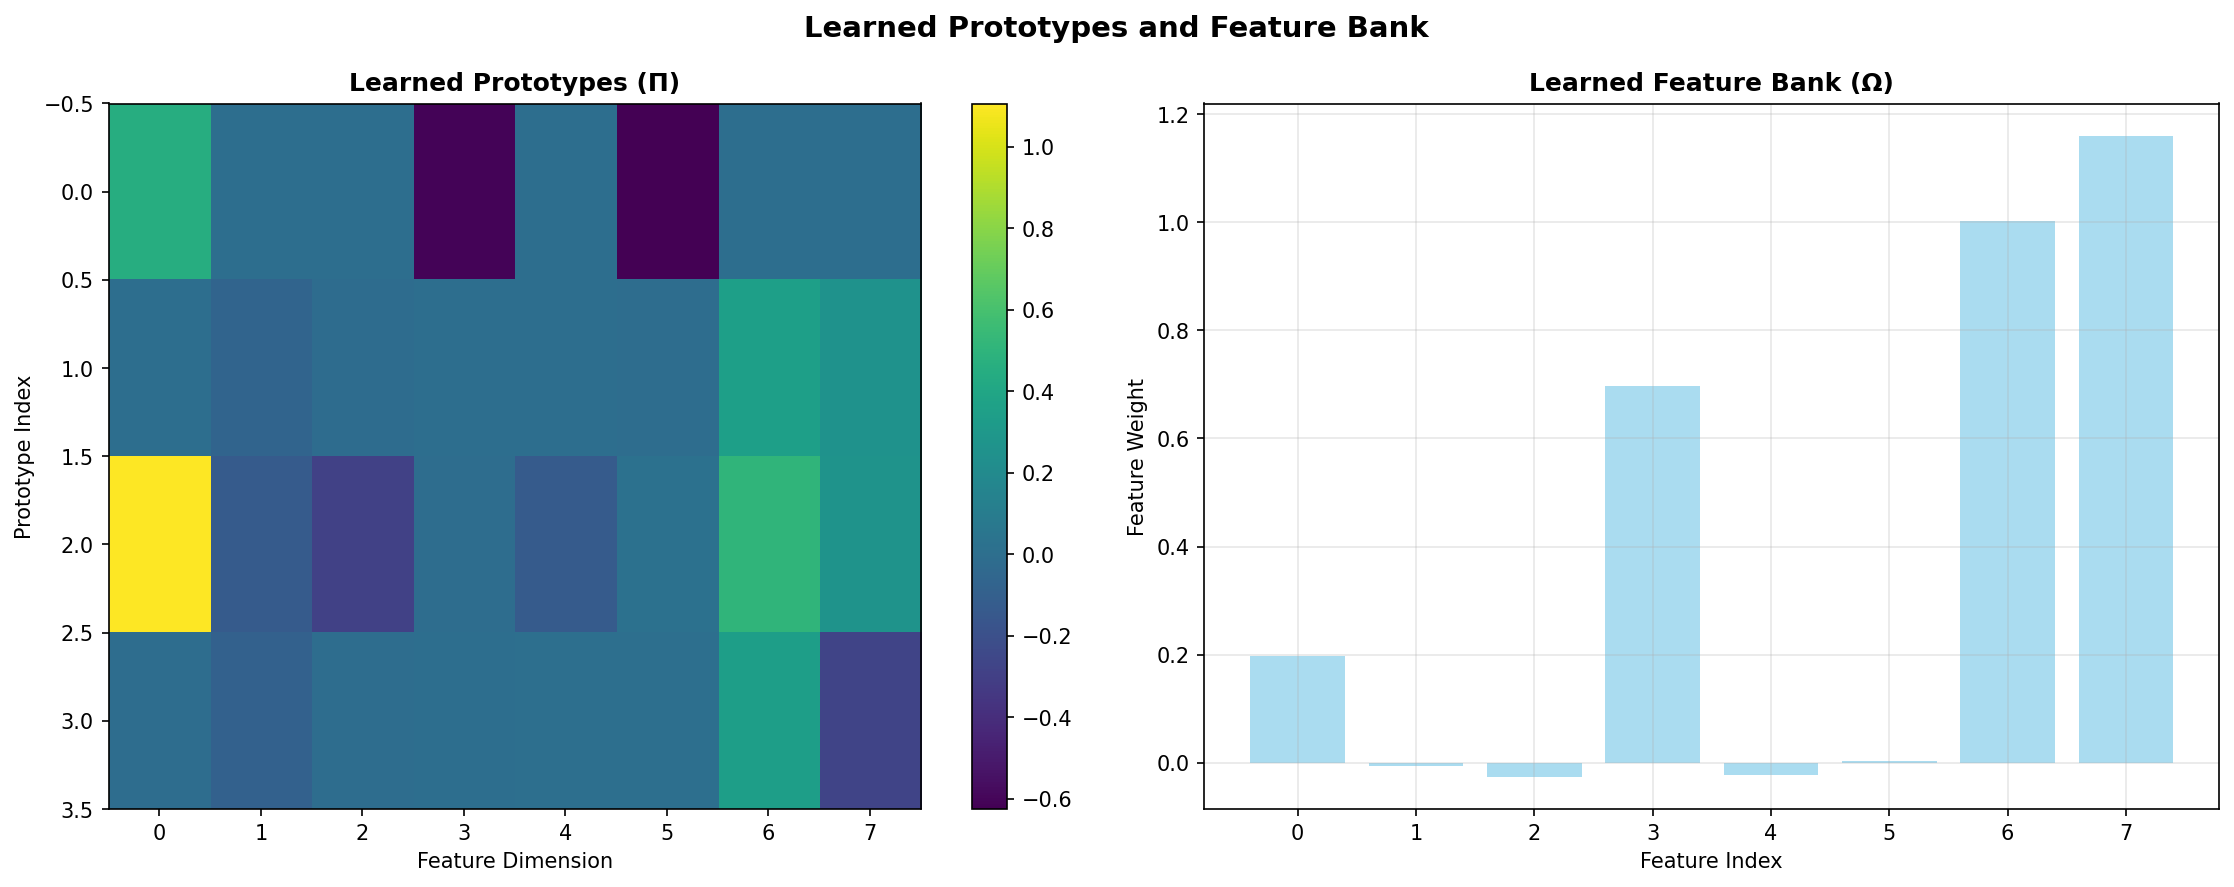 Learned Prototypes and Feature Bank
Learned Prototypes (Π)
−0.5
0.0
0.5
1.0
1.5
2.0
2.5
3.0
3.5
Prototype Index
0 1 2 3 4 5 6 7
Feature Dimension
1.0
0.8
0.6
0.4
0.2
0.0
−0.2
−0.4
−0.6
Learned Feature Bank (Ω)
1.2
1.0
0.8
0.6
0.4
0.2
0.0
Feature Weight
0 1 2 3 4 5 6 7
Feature Index